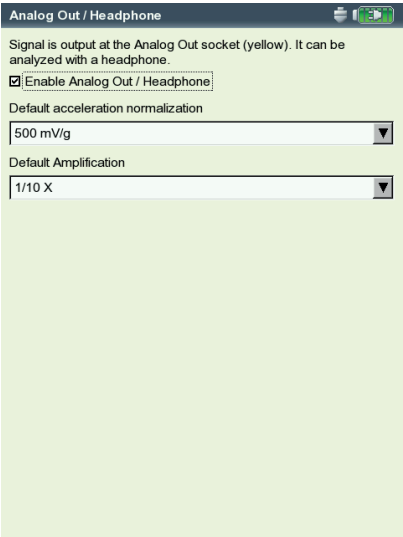 Analog Out / Headphone
Signal is output at the Analog Out socket (yellow). It can be
analyzed with a headphone.
Enable Analog Out / Headphone
Default acceleration normalization
500 mV/g
Default Amplification
1/10 X